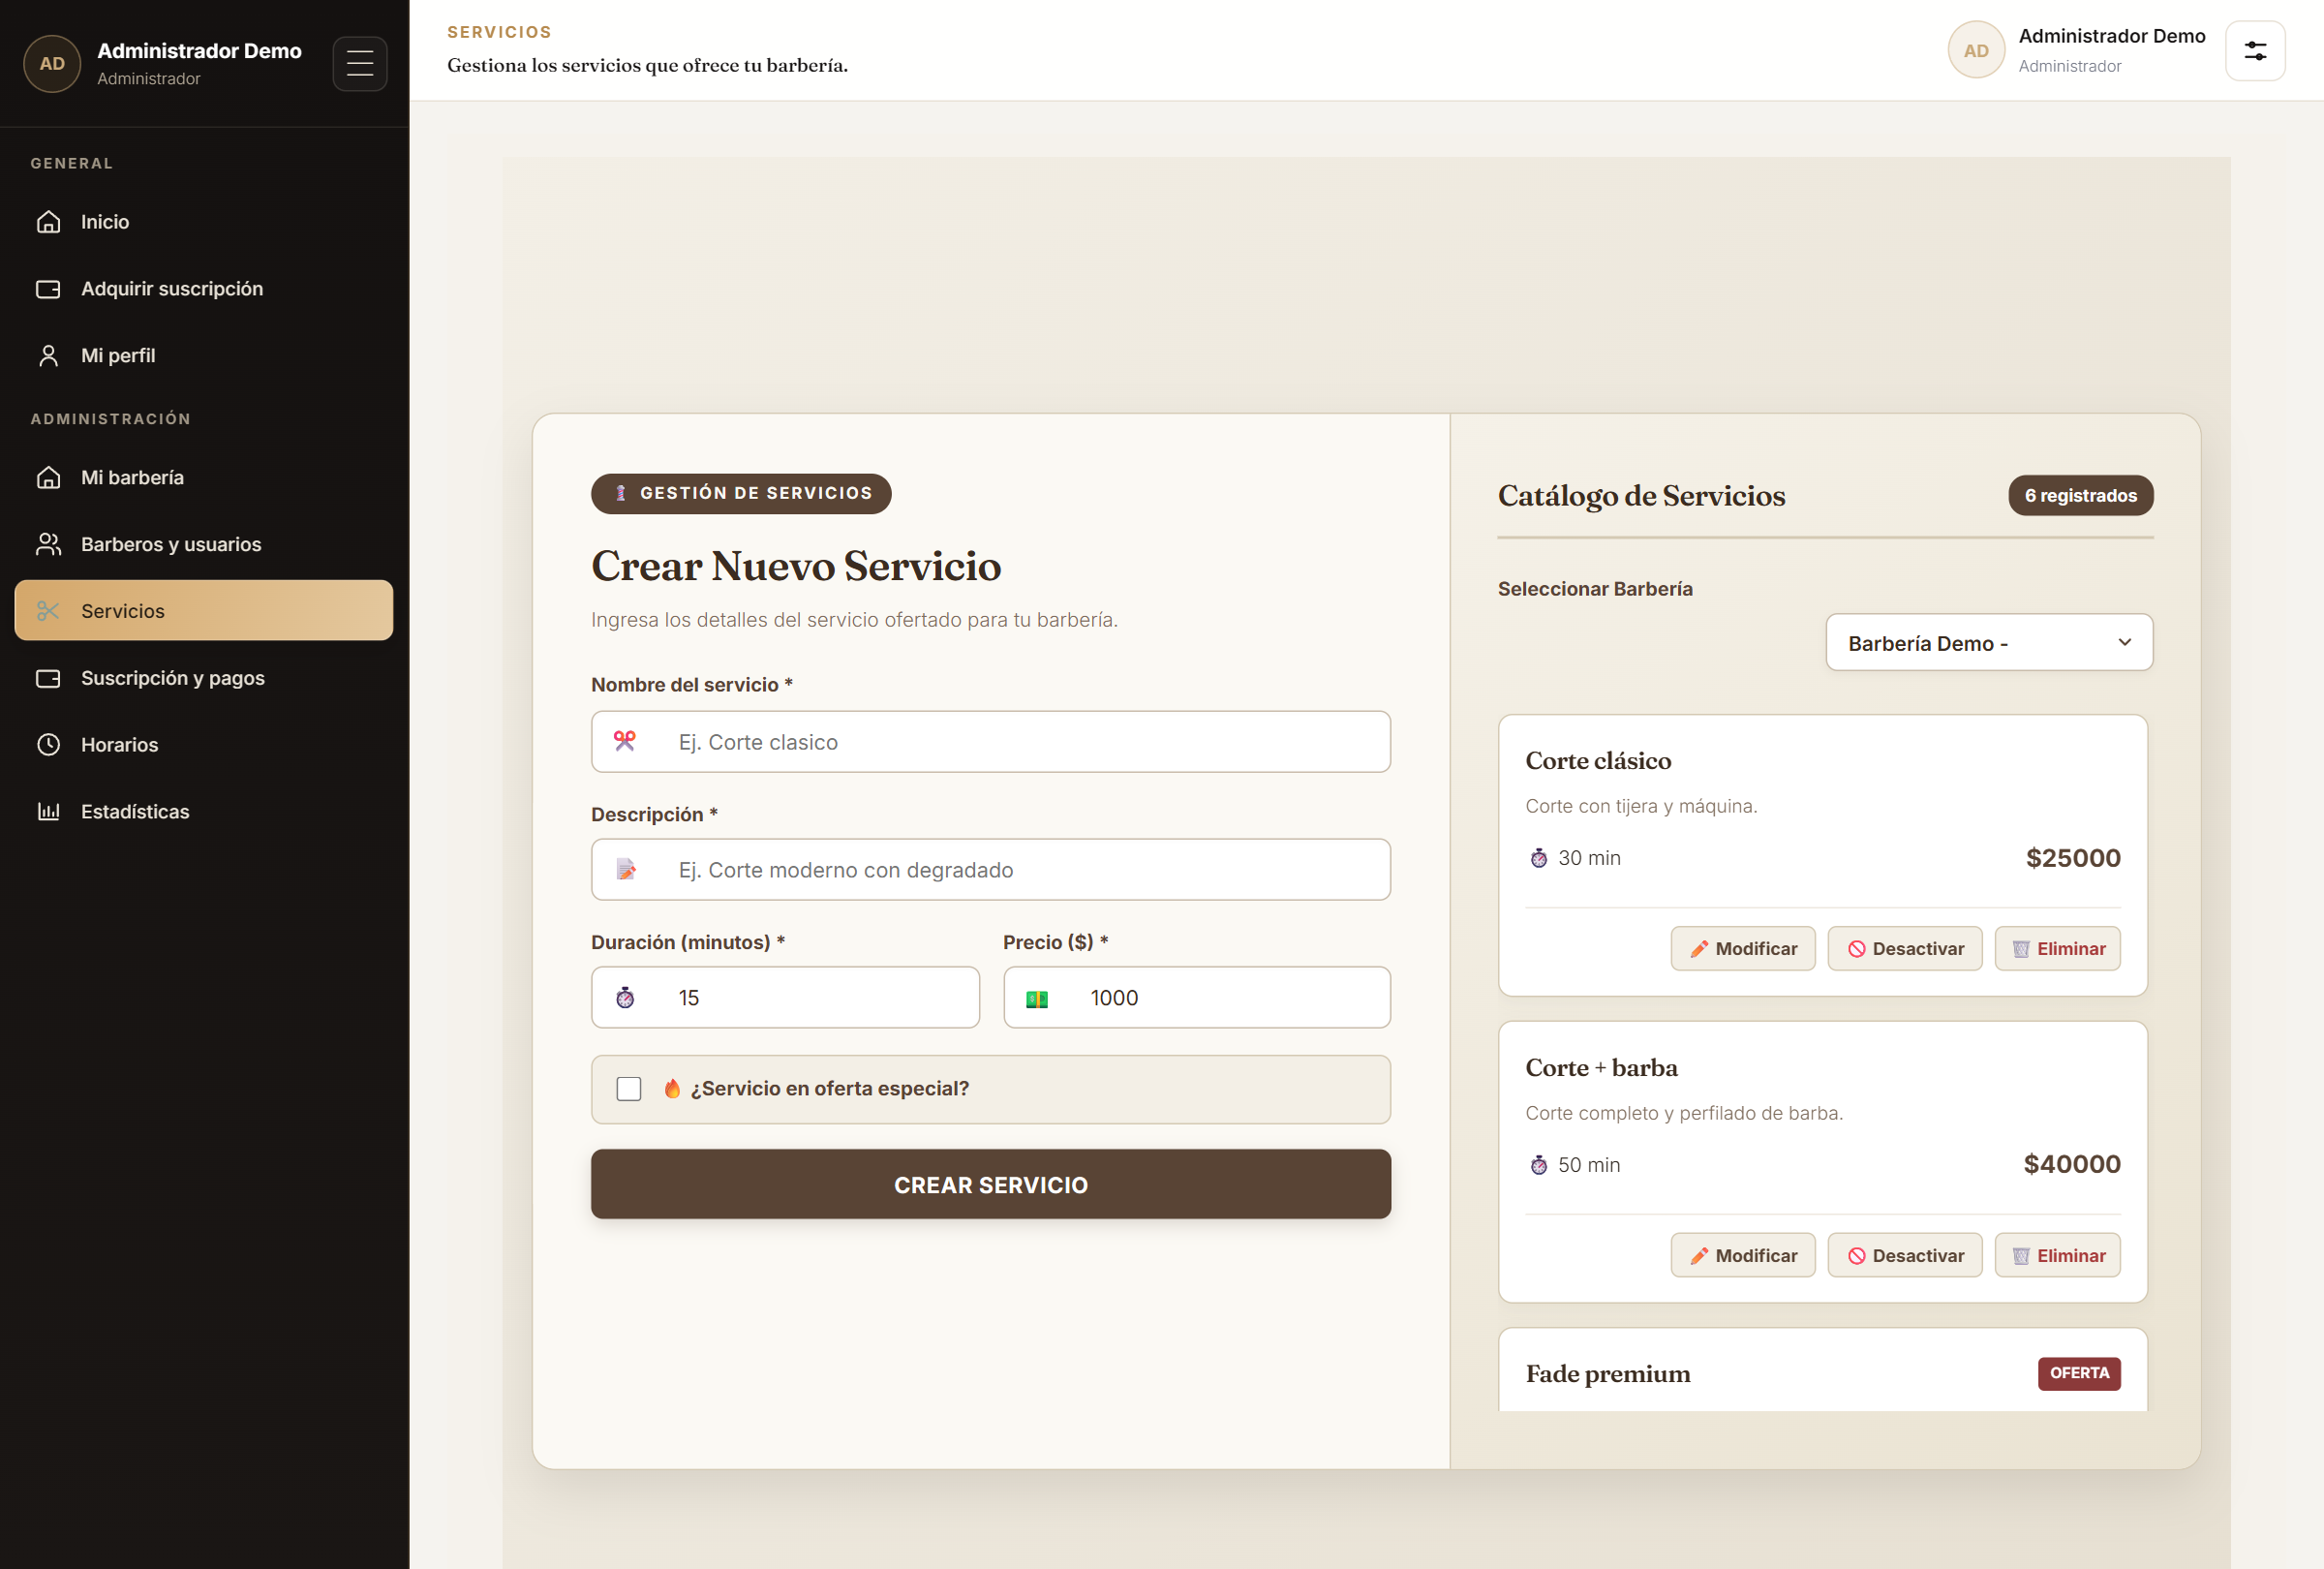 AD
Administrador Demo
Administrador
GENERAL
Inicio
Adquirir suscripción
Mi perfil
ADMINISTRACIÓN
Mi barbería
Barberos y usuarios
Servicios
Suscripción y pagos
Horarios
Estadísticas
SERVICIOS
Gestiona los servicios que ofrece tu barbería.
AD
Administrador Demo
Administrador
GESTIÓN DE SERVICIOS
Crear Nuevo Servicio
Ingresa los detalles del servicio ofertado para tu barbería.
Nombre del servicio *
Ej. Corte clasico
Descripción *
Ej. Corte moderno con degradado
Duración (minutos) *
15
Precio ($) *
1000
¿Servicio en oferta especial?
CREAR SERVICIO
Catálogo de Servicios
6 registrados
Seleccionar Barbería
Barbería Demo -
Corte clásico
Corte con tijera y máquina.
30 min
$25000
Modificar
Desactivar
Eliminar
Corte + barba
Corte completo y perfilado de barba.
50 min
$40000
Modificar
Desactivar
Eliminar
Fade premium
OFERTA